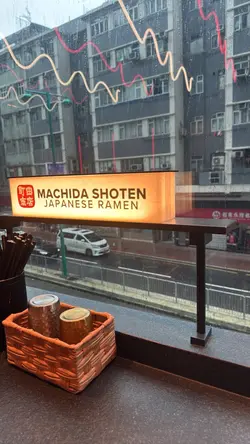 町田
商店
MACHIDA SHOTEN
JAPANESE RAMEN